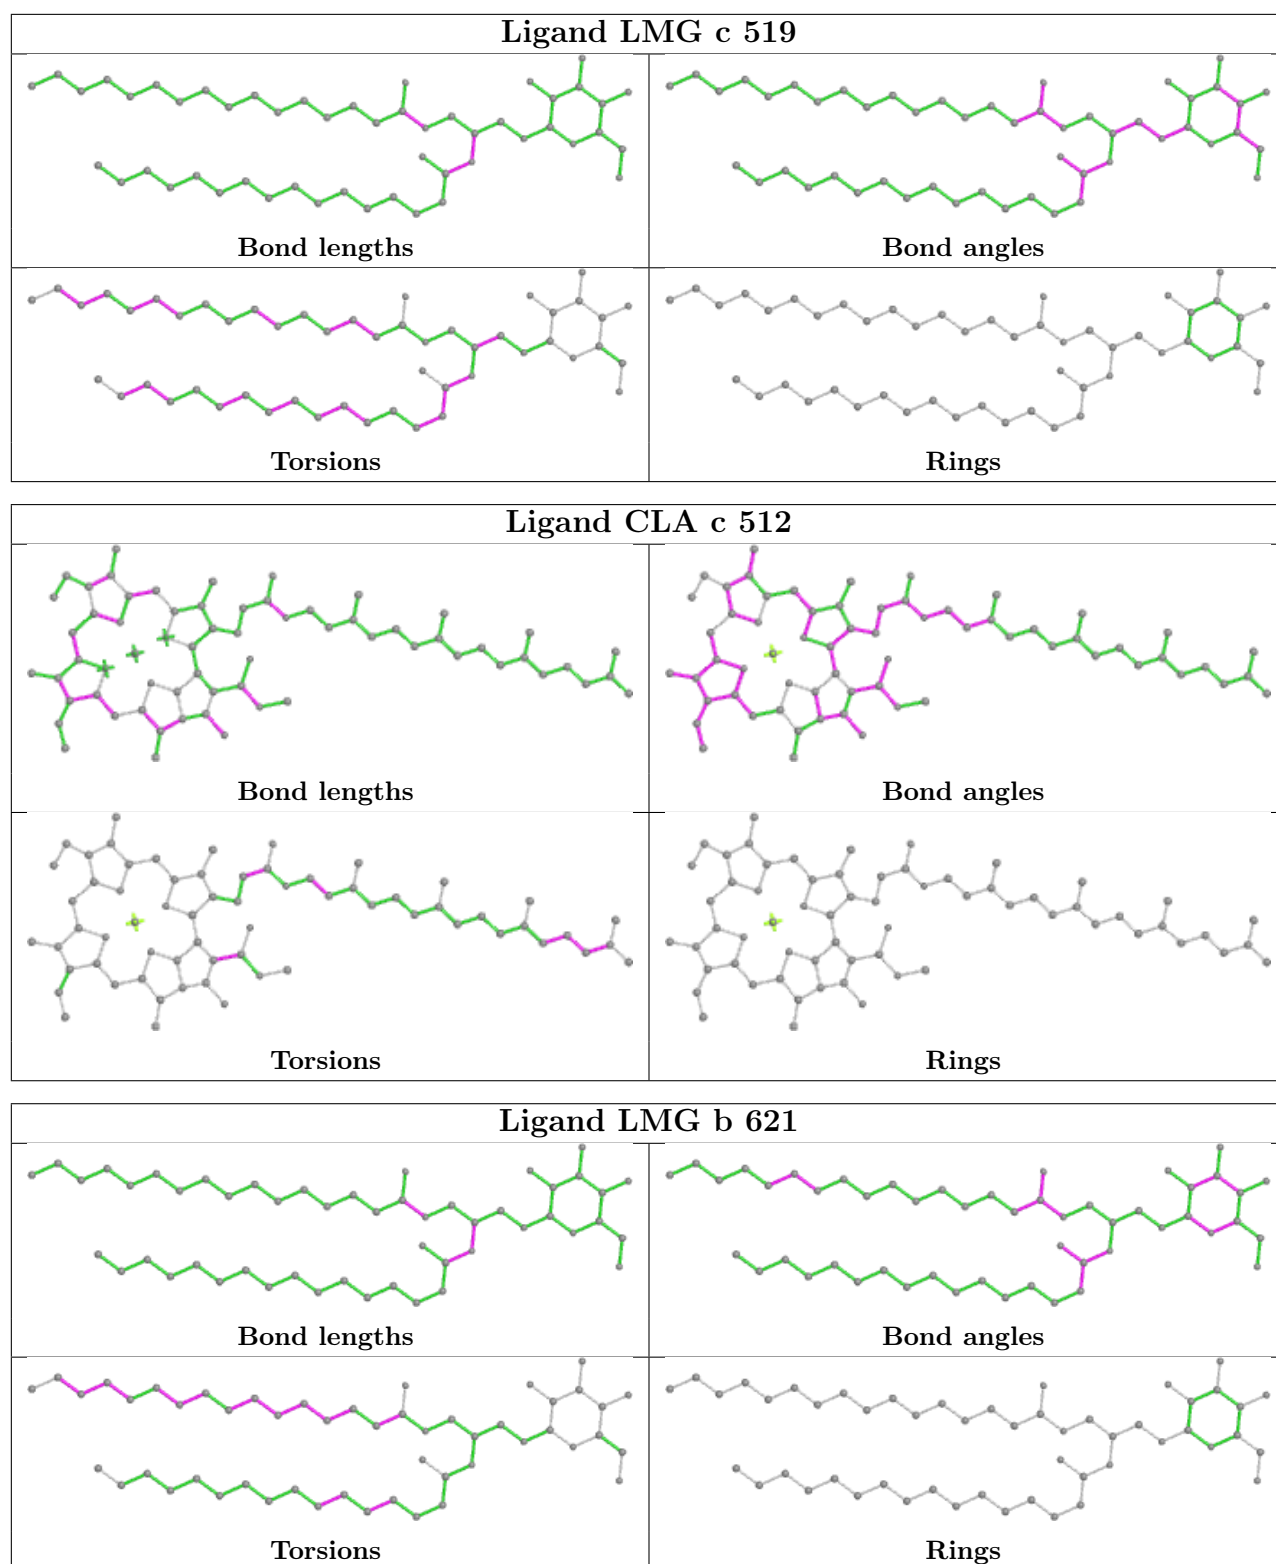 Ligand LMG c 519
Bond lengths
Bond angles
Torsions
Rings
Ligand CLA c 512
Bond lengths
Bond angles
Torsions
Rings
Ligand LMG b 621
Bond lengths
Bond angles
Torsions
Rings